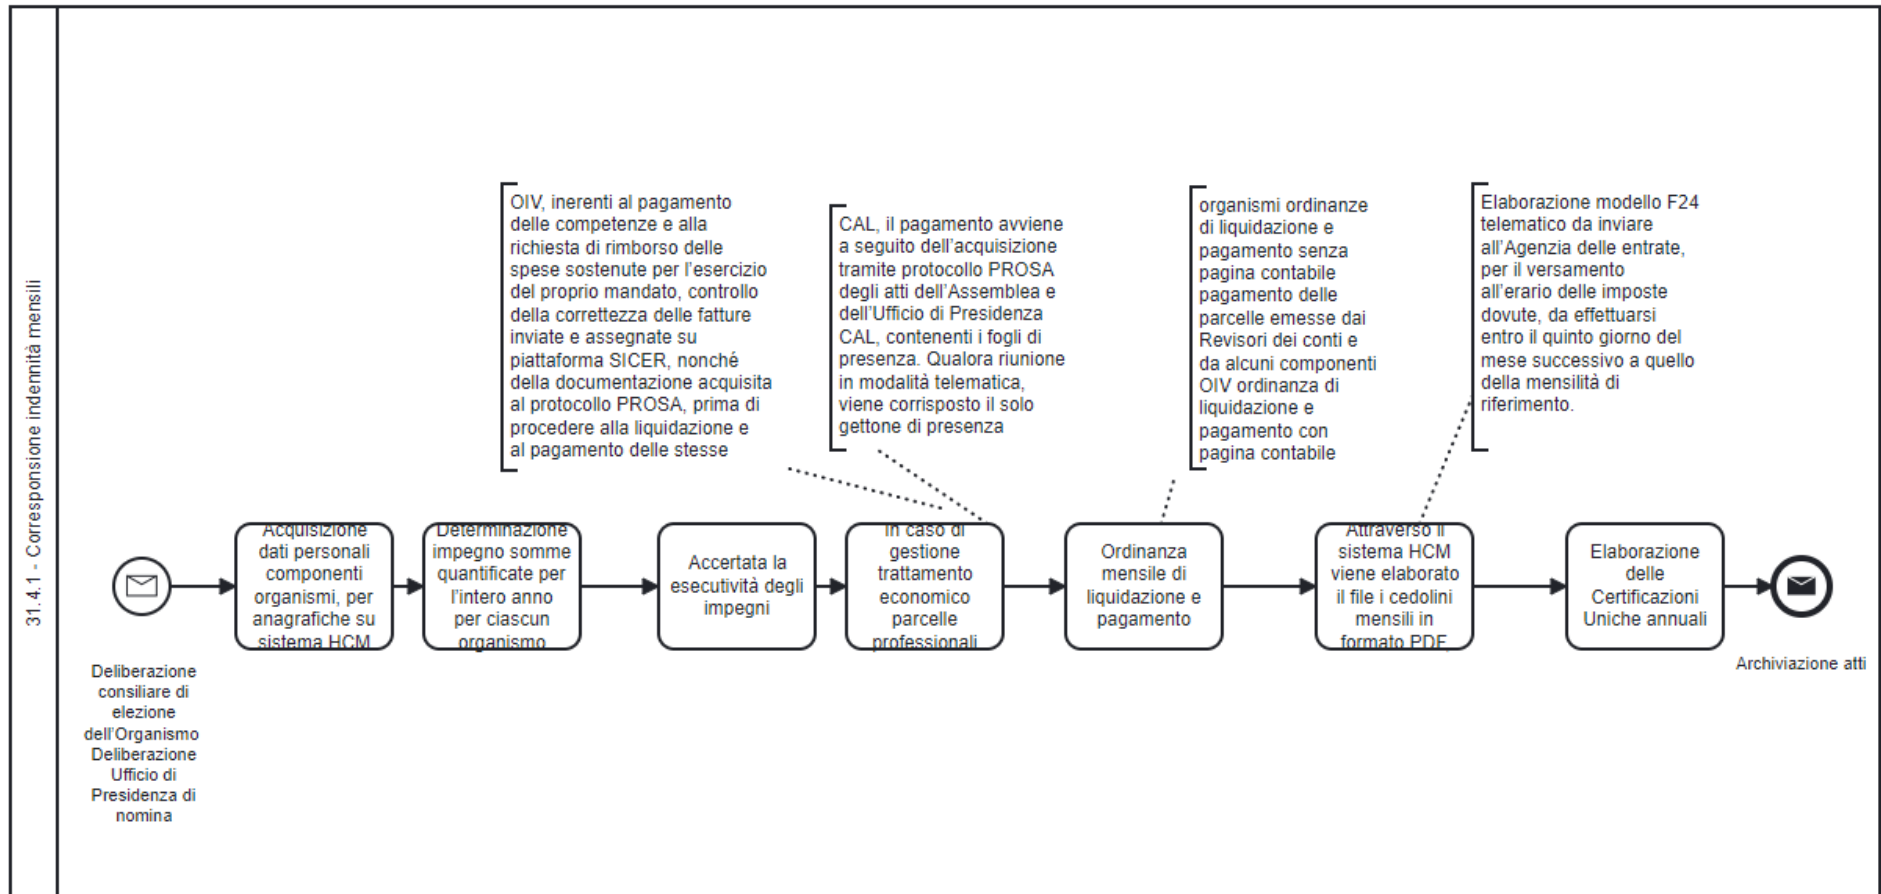 31.4.1 - Corresponsione indennità mensili
OIV, inerenti al pagamento
delle competenze e alla
richiesta di rimborso delle
spese sostenute per l'esercizio
del proprio mandato, controllo
della correttezza delle fatture
inviate e assegnate su
piattaforma SICER, nonché
della documentazione acquisita
al protocollo PROSA, prima di
procedere alla liquidazione e
al pagamento delle stesse
CAL, il pagamento avviene
a seguito dell'acquisizione
tramite protocollo PROSA
degli atti dell'Assemblea e
dell'Ufficio di Presidenza
CAL, contenenti i fogli di
presenza. Qualora riunione
in modalità telematica,
viene corrisposto il solo
gettone di presenza
organismi ordinanze
di liquidazione e
pagamento senza
pagina contabile
pagamento delle
parcelle emesse dai
Revisori dei conti e
da alcuni componenti
OIV ordinanza di
liquidazione e
pagamento con
pagina contabile
Elaborazione modello F24
telematico da inviare
all'Agenzia delle entrate,
per il versamento
all'erario delle imposte
dovute, da effettuarsi
entro il quinto giorno del
mese successivo a quello
della mensilità di
riferimento.
Deliberazione
consiliare di
elezione
dell'Organismo
Deliberazione
Ufficio di
Presidenza di
nomina
Acquisizione
dati personali
componenti
organismi, per
anagrafiche su
sistema HCM
Determinazione
impegno somme
quantificate per
l'intero anno
per ciascun
organismo
Accertata la
esecutività degli
impegni
In caso di
gestione
trattamento
economico
parcelle
professionali
Ordinanza
mensile di
liquidazione e
pagamento
Attraverso il
sistema HCM
viene elaborato
il file i cedolini
mensili in
formato PDF,
Elaborazione
delle
Certificazioni
Uniche annuali
Archiviazione atti